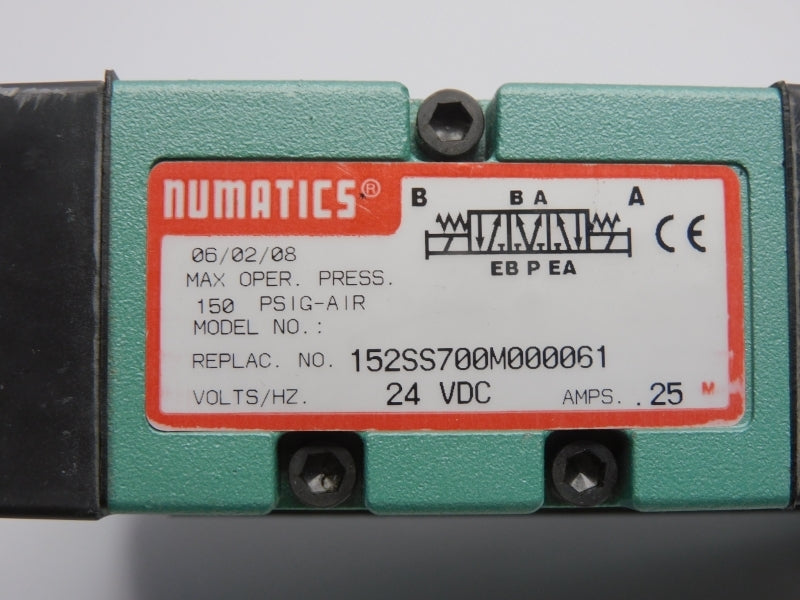 NUMATICS®
B B A A
EB P EA
CE
06/02/08
MAX OPER. PRESS.
150 PSIG-AIR
MODEL NO.:
REPLAC. NO. 152SS700M000061
VOLTS/HZ. 24 VDC AMPS. .25 M